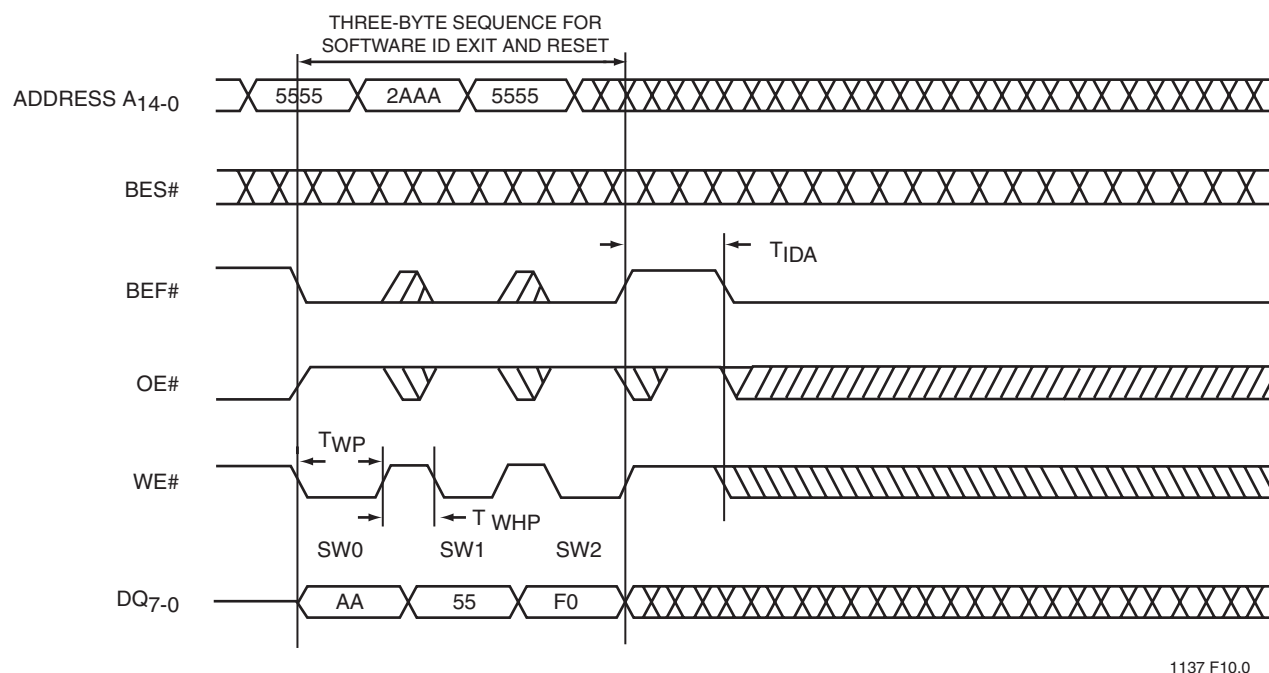 THREE-BYTE SEQUENCE FOR
SOFTWARE ID EXIT AND RESET
ADDRESS A14-0
5555
2AAA
5555
BES#
TIDA
BEF#
OE#
TWP
WE#
T WHP
SW0
SW1
SW2
DQ7-0
AA
55
F0
1137 F10.0